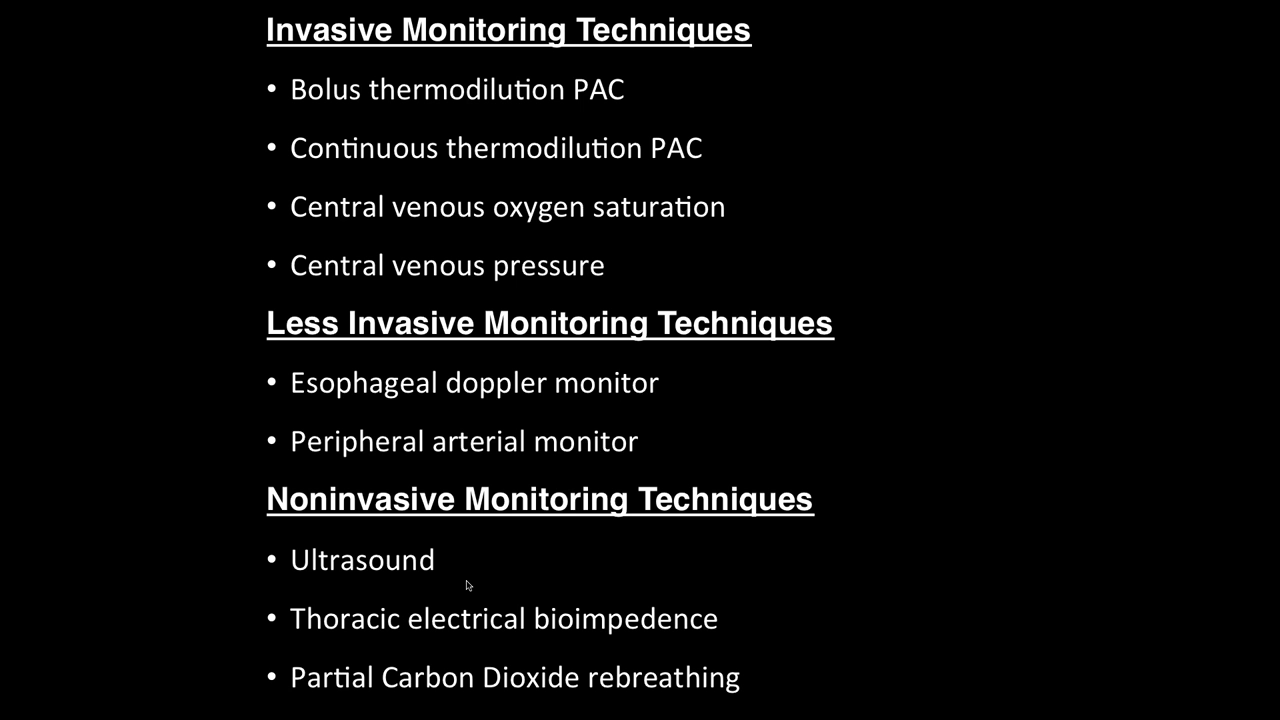 Invasive Monitoring Techniques
• Bolus thermodilution PAC
• Continuous thermodilution PAC
• Central venous oxygen saturation
• Central venous pressure
Less Invasive Monitoring Techniques
• Esophageal doppler monitor
• Peripheral arterial monitor
Noninvasive Monitoring Techniques
• Ultrasound
• Thoracic electrical bioimpedence
• Partial Carbon Dioxide rebreathing